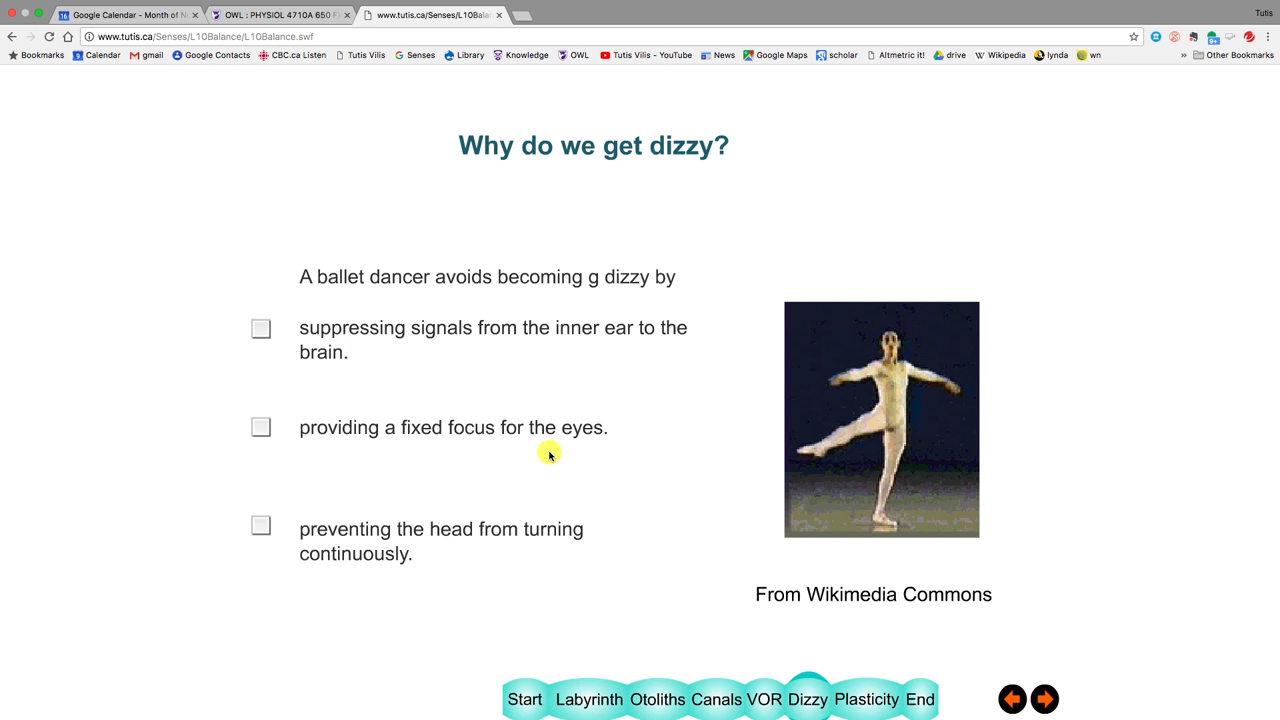 Google Calendar - Month of N
OWL : PHYSIOL 4710A 650 F
www.tutis.ca/Senses/L10Bala
Tutis
www.tutis.ca/Senses/L10Balance/L10Balance.swf
Bookmarks Calendar gmail Google Contacts CBC.ca Listen Tutis Vilis Senses Library Knowledge OWL Tutis Vilis - YouTube News Google Maps scholar Altmetric it! drive Wikipedia lynda wn » Other Bookmarks
Why do we get dizzy?
A ballet dancer avoids becoming g dizzy by
suppressing signals from the inner ear to the
brain.
providing a fixed focus for the eyes.
preventing the head from turning
continuously.
From Wikimedia Commons
Start Labyrinth Otoliths Canals VOR Dizzy Plasticity End